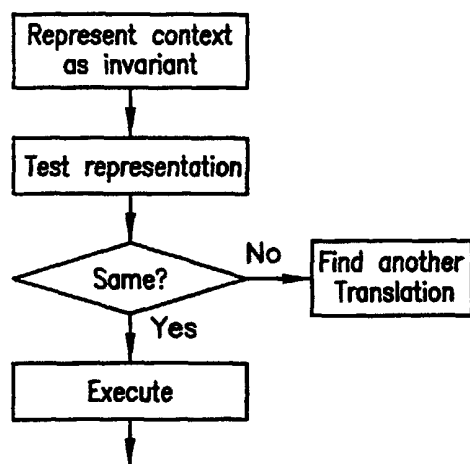 Represent context
as invariant
Test representation
Same?
No
Find another
Translation
Yes
Execute